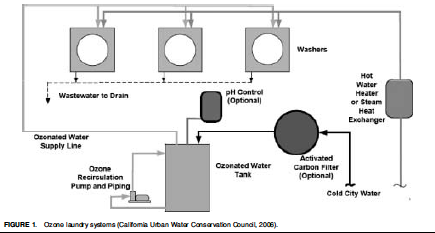 Washers
Hot
Water
Heater
or Steam
Heat
Exchanger
Wastewater to Drain
pH Control
(Optional)
Ozonated Water
Supply Line
Ozone
Recirculation
Pump and Piping
Ozonated Water
Tank
Activated
Carbon Filter
(Optional)
Cold City Water
FIGURE 1. Ozone laundry systems (California Urban Water Conservation Council, 2006).